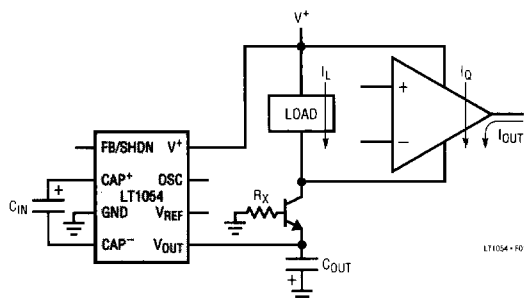 V+
IL
IQ
LOAD
+
−
IOUT
FB/SHDN V+
CAP+ OSC
LT1054
GND VREF
CAP− VOUT
CIN
+
RX
COUT
+
LT1054 • F0